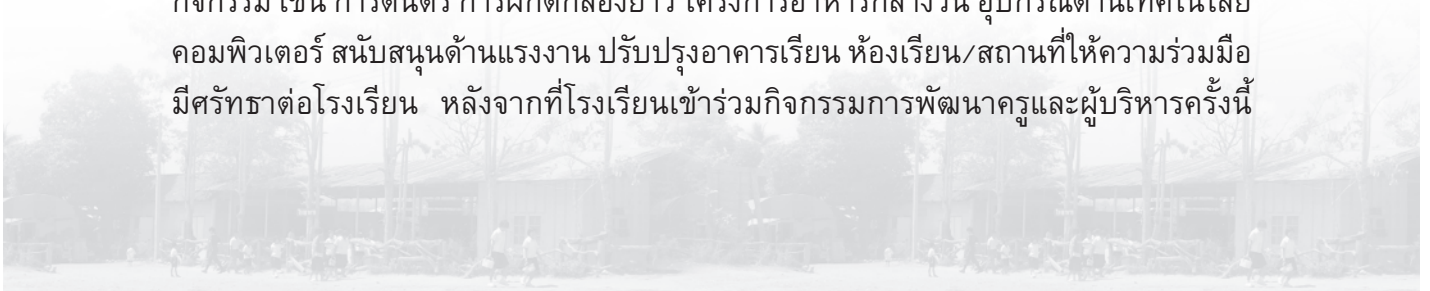 กิจกรรม เช่น การดนตรี การฝึกตีกลองยาว โครงการอาหารกลางวัน อุปกรณ์ด้านเทคโนโลยี
คอมพิวเตอร์ สนับสนุนด้านแรงงาน ปรับปรุงอาคารเรียน ห้องเรียน/สถานที่ให้ความร่วมมือ
มีศรัทธาต่อโรงเรียน หลังจากที่โรงเรียนเข้าร่วมกิจกรรมการพัฒนาครูและผู้บริหารครั้งนี้